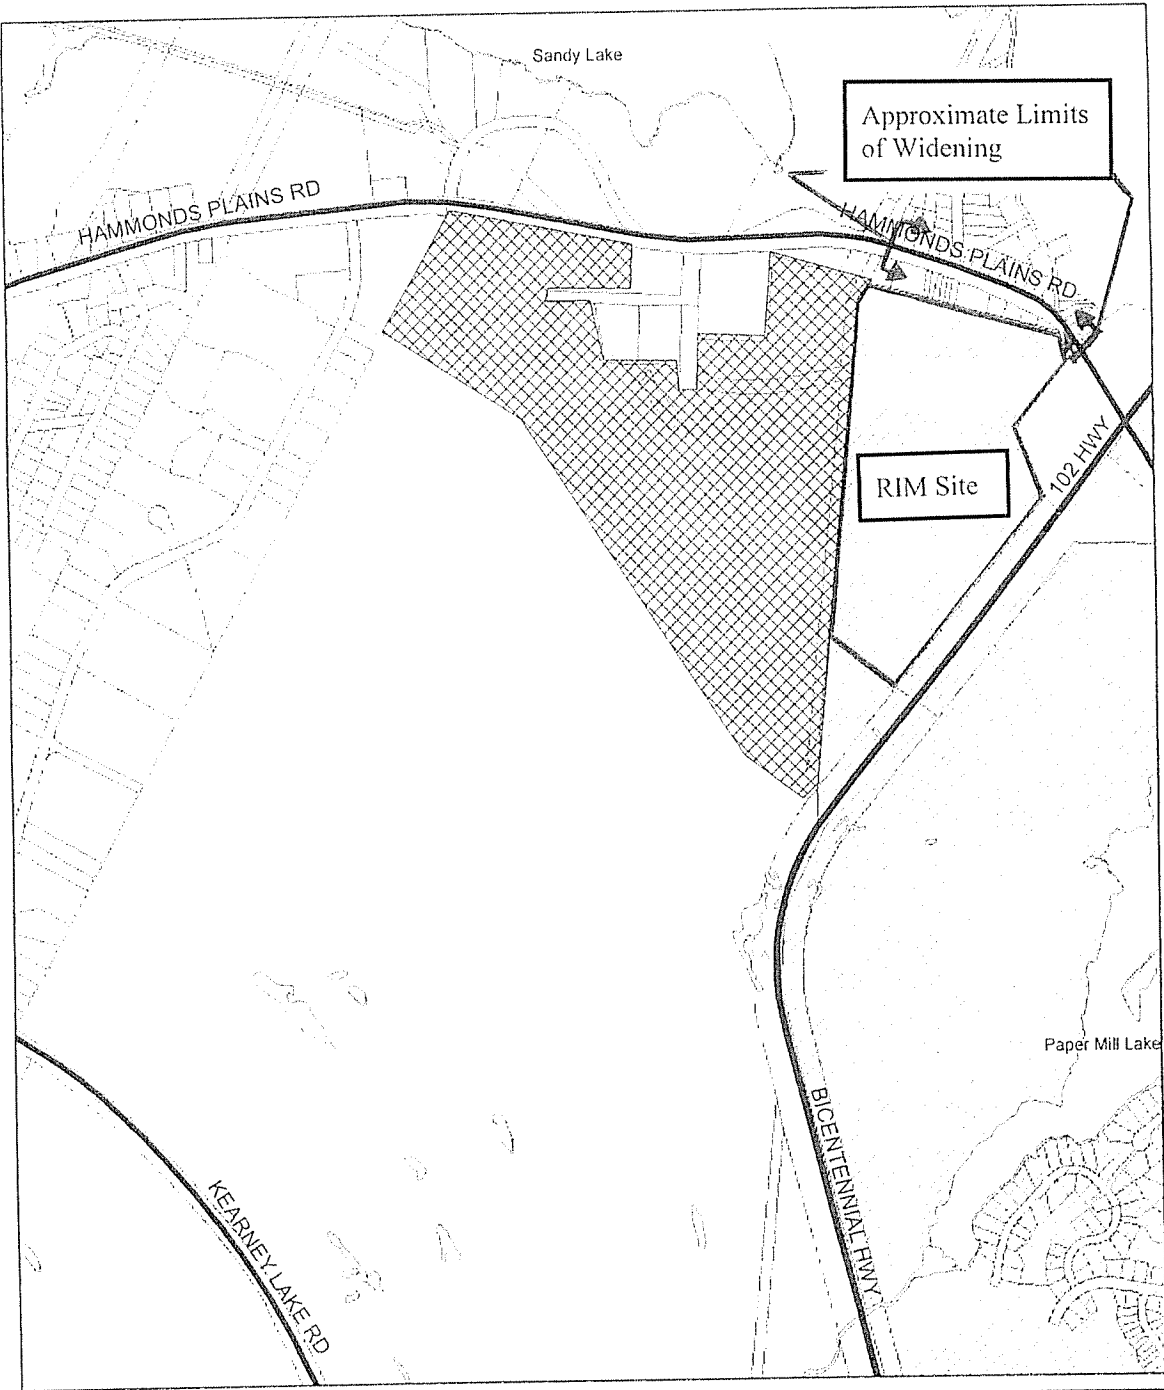 Sandy Lake
Approximate Limits
of Widening
HAMMONDS PLAINS RD
HAMMONDS PLAINS RD
RIM Site
102 HWY
Paper Mill Lake
BICENTENNIAL HWY
KEARNEY LAKE RD